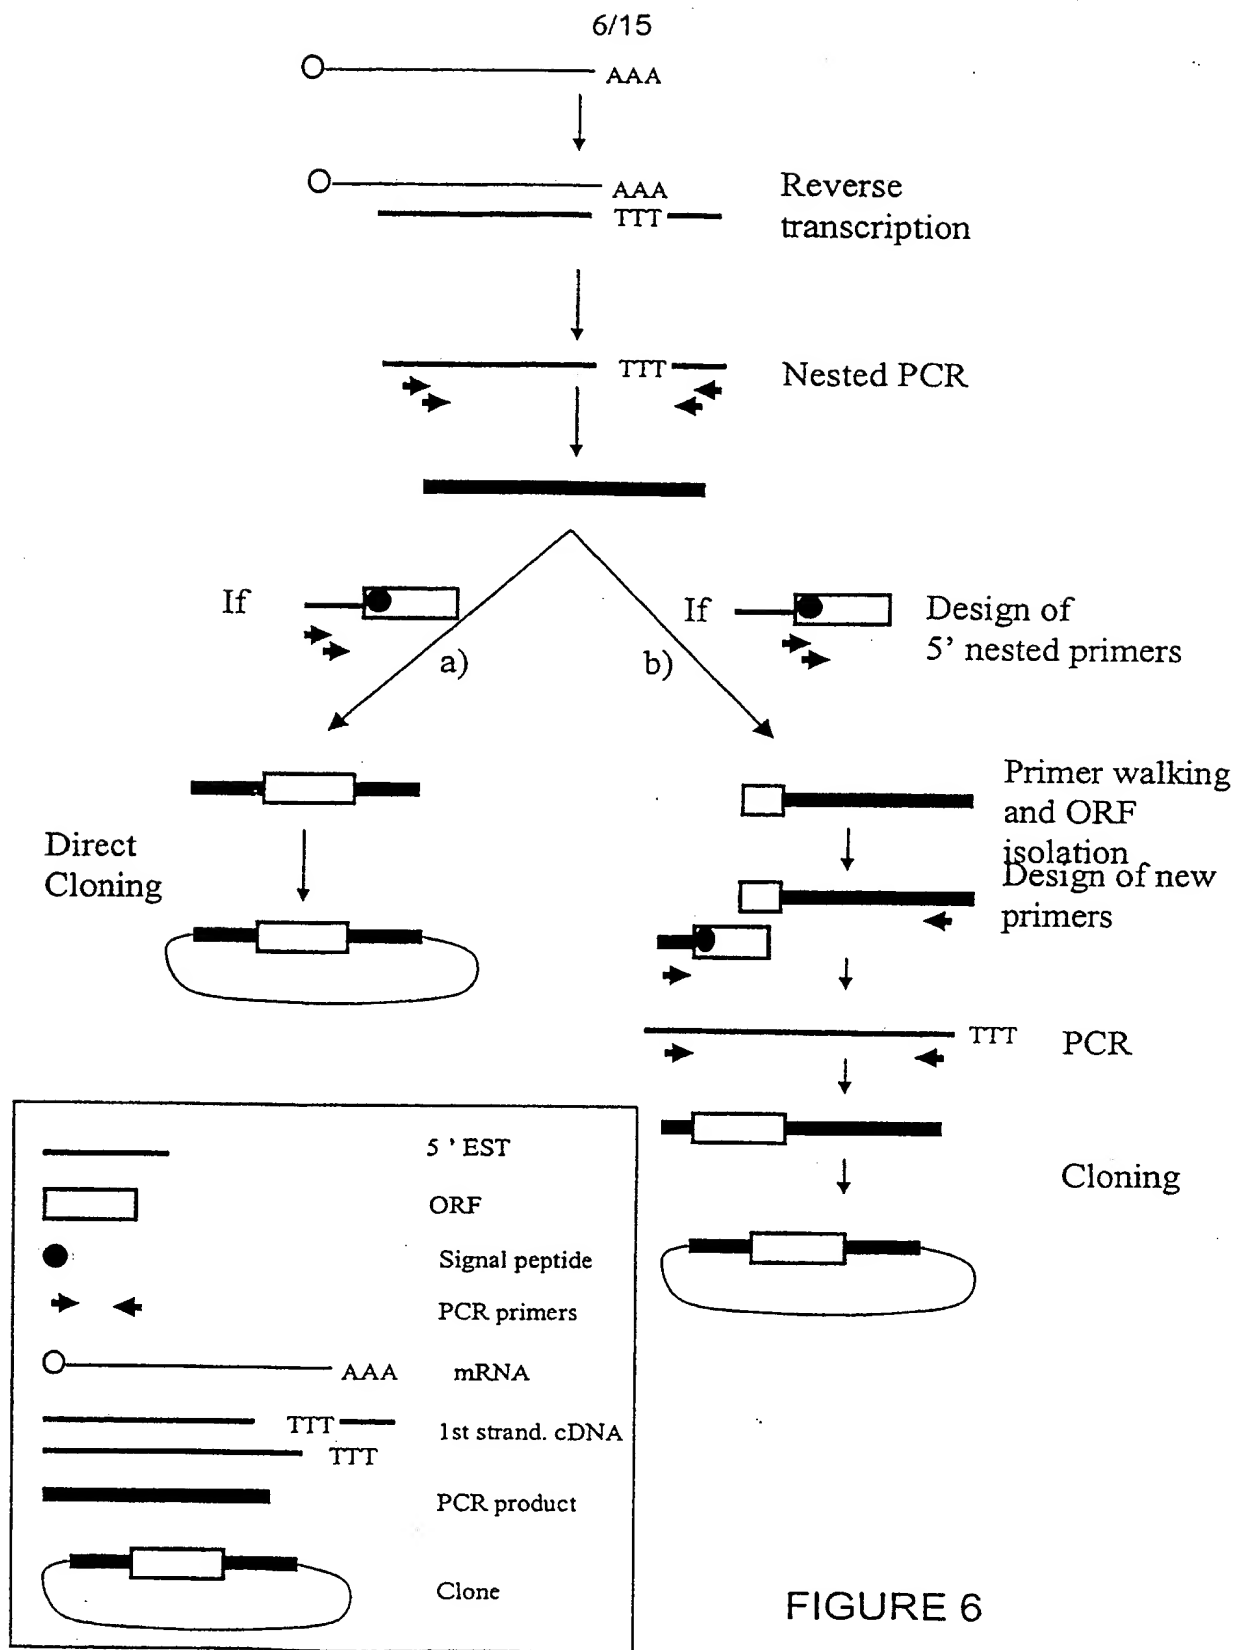 6/15
AAA
AAA
TTT
Reverse
transcription
TTT
Nested PCR
If
a)
If
b)
Design of
5' nested primers
Direct
Cloning
Primer walking
and ORF
isolation
Design of new
primers
TTT
PCR
Cloning
5 ' EST
ORF
Signal peptide
PCR primers
AAA
mRNA
TTT
1st strand. cDNA
TTT
PCR product
Clone
FIGURE 6